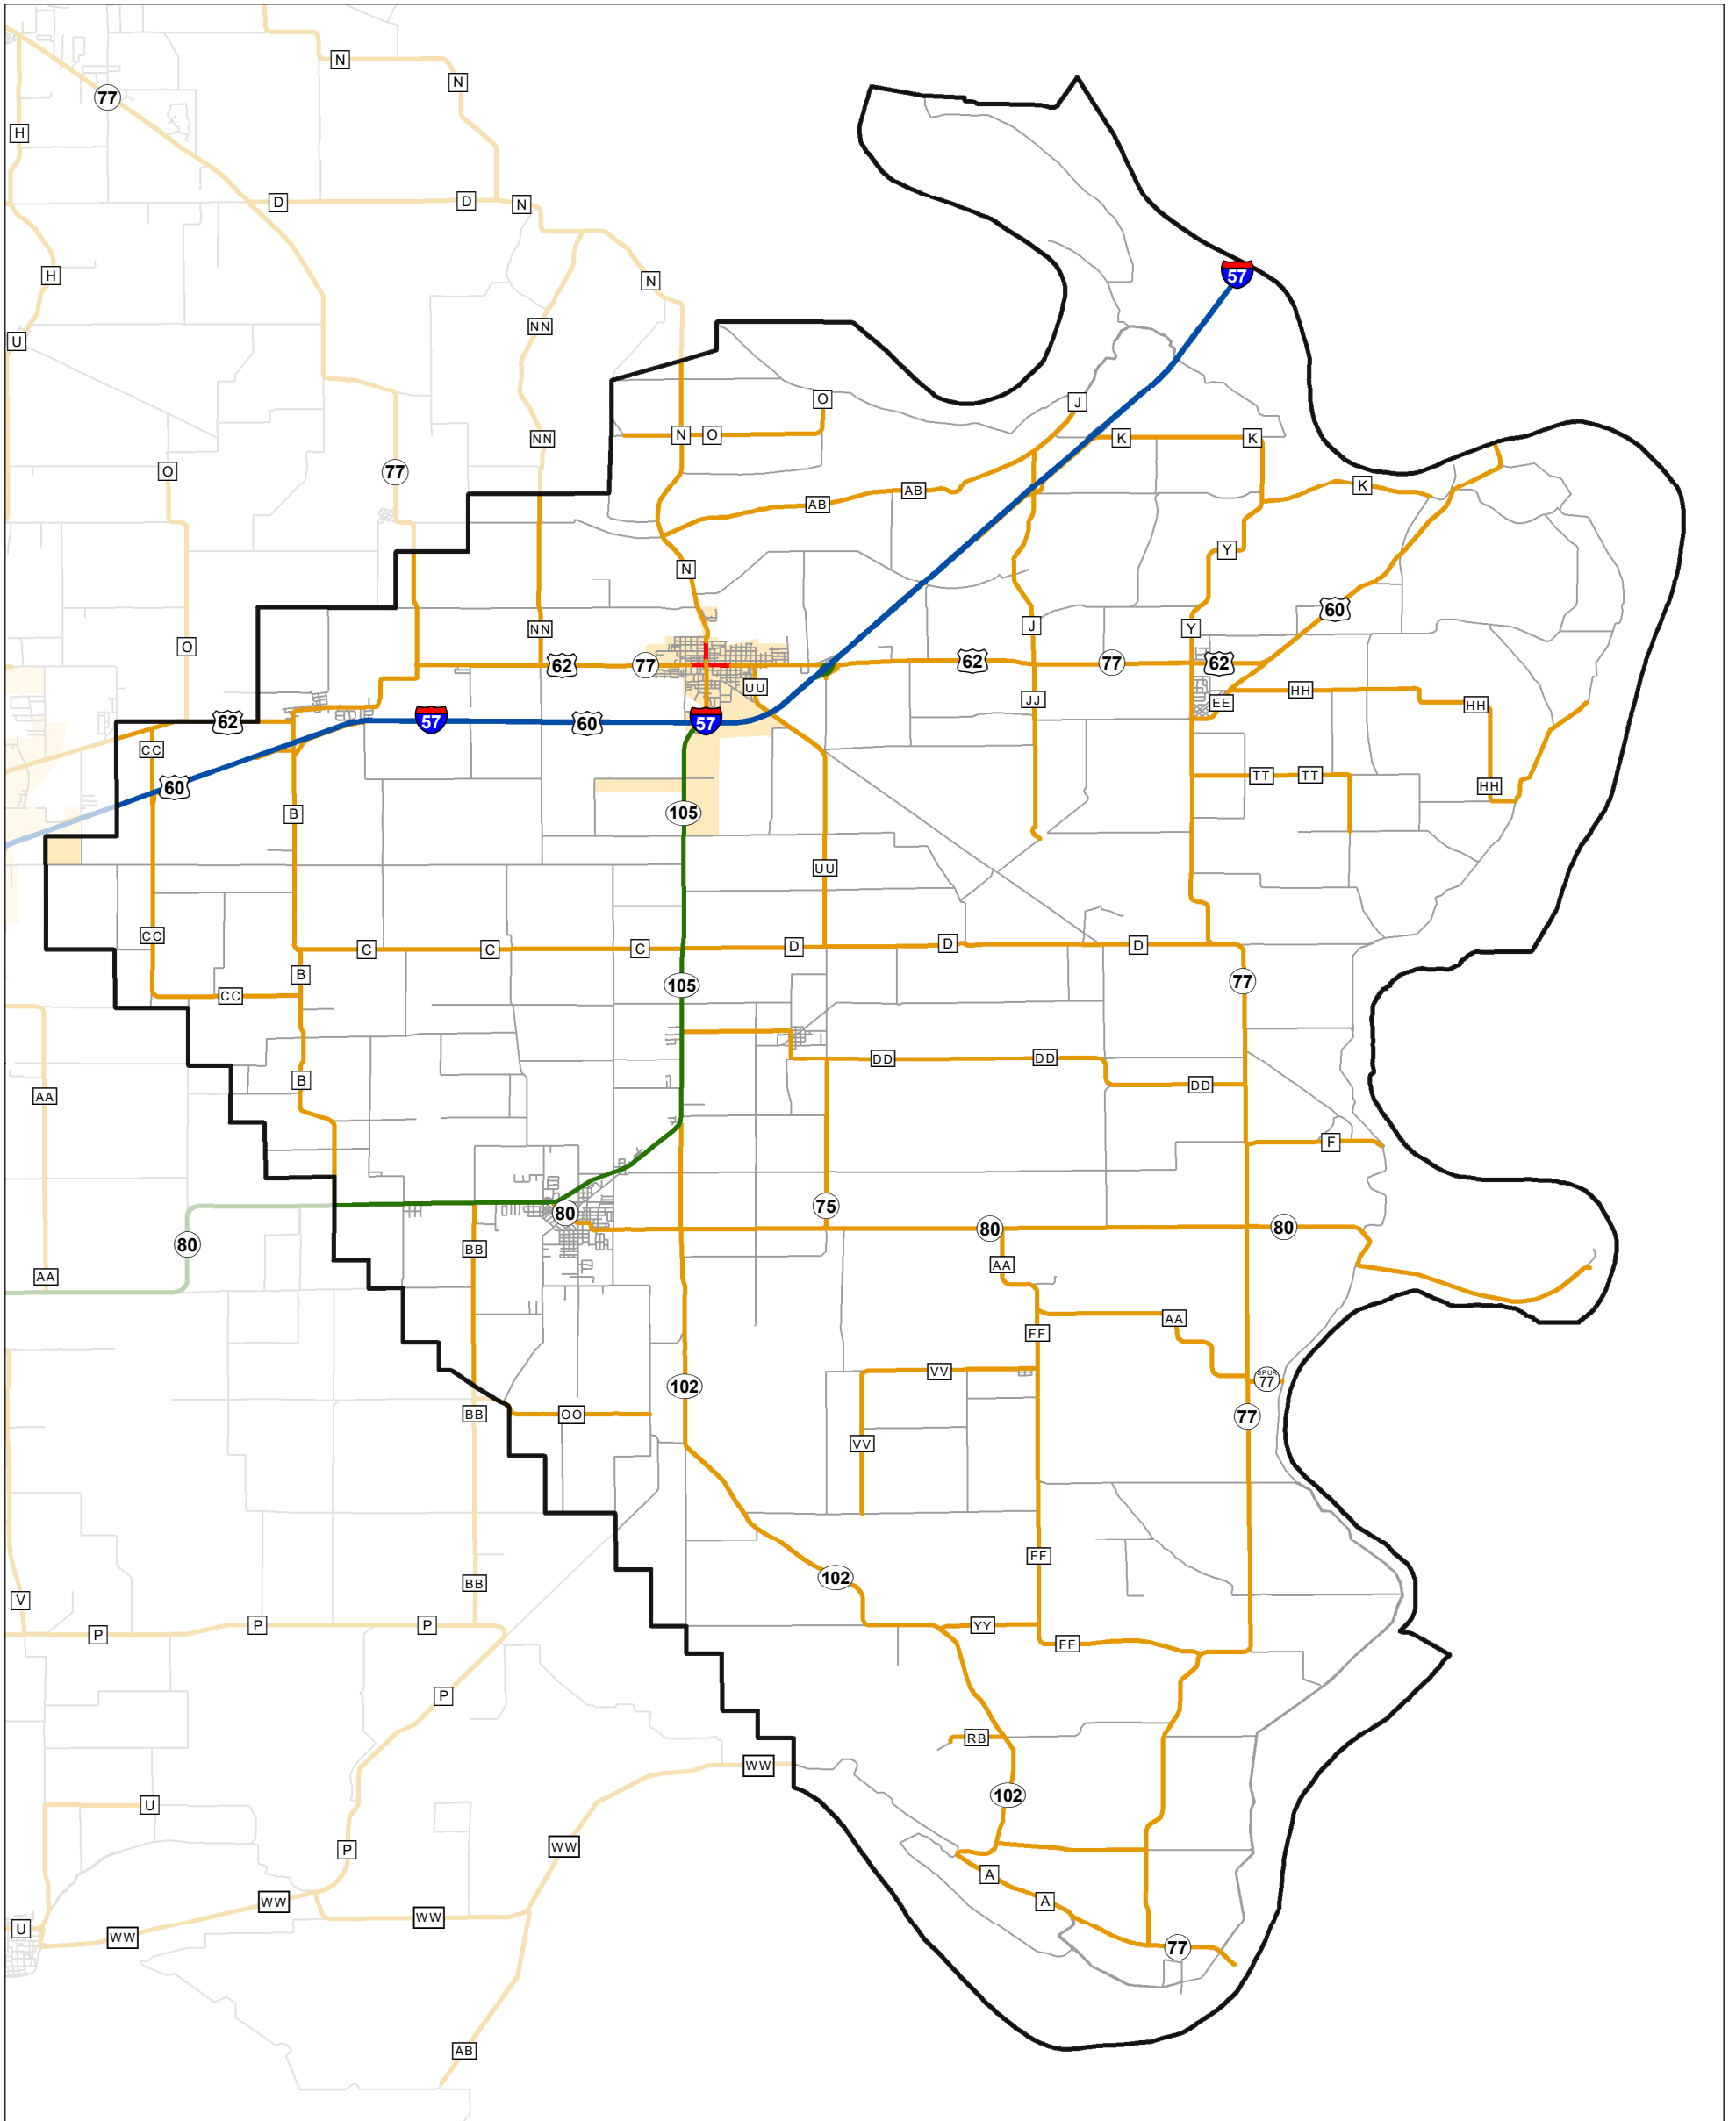 N
N
77
H
D
D
N
H
N
57
U
NN
O
J
N
O
K
K
NN
O
77
K
AB
AB
Y
N
60
J
Y
NN
O
62
77
62
77
62
UU
HH
JJ
EE
HH
62
57
60
57
CC
TT
TT
60
HH
B
105
UU
CC
C
C
C
D
D
D
B
77
105
CC
DD
DD
B
DD
AA
F
75
80
80
80
80
BB
AA
AA
AA
FF
VV
SPUR
77
102
BB
OO
77
VV
FF
102
BB
V
P
P
P
YY
FF
P
RB
WW
102
U
WW
P
A
WW
A
WW
U
WW
77
AB